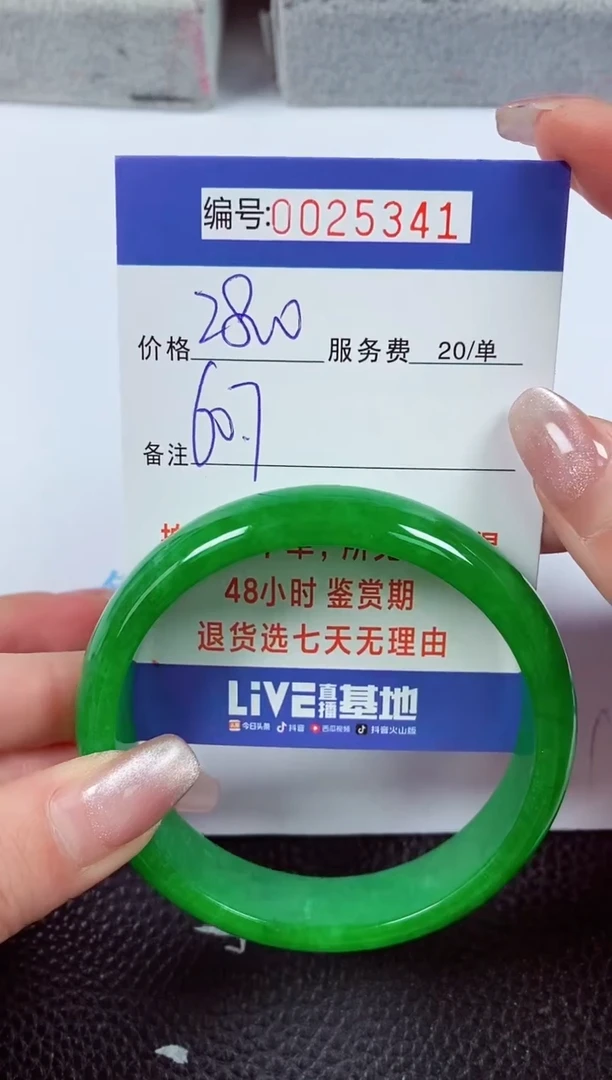 编号:0025341
价格 2800 服务费 20/单
备注 60.7
48小时 鉴赏期
退货选七天无理由
LiVE直播基地
今日头条 抖音 西瓜视频 抖音火山版